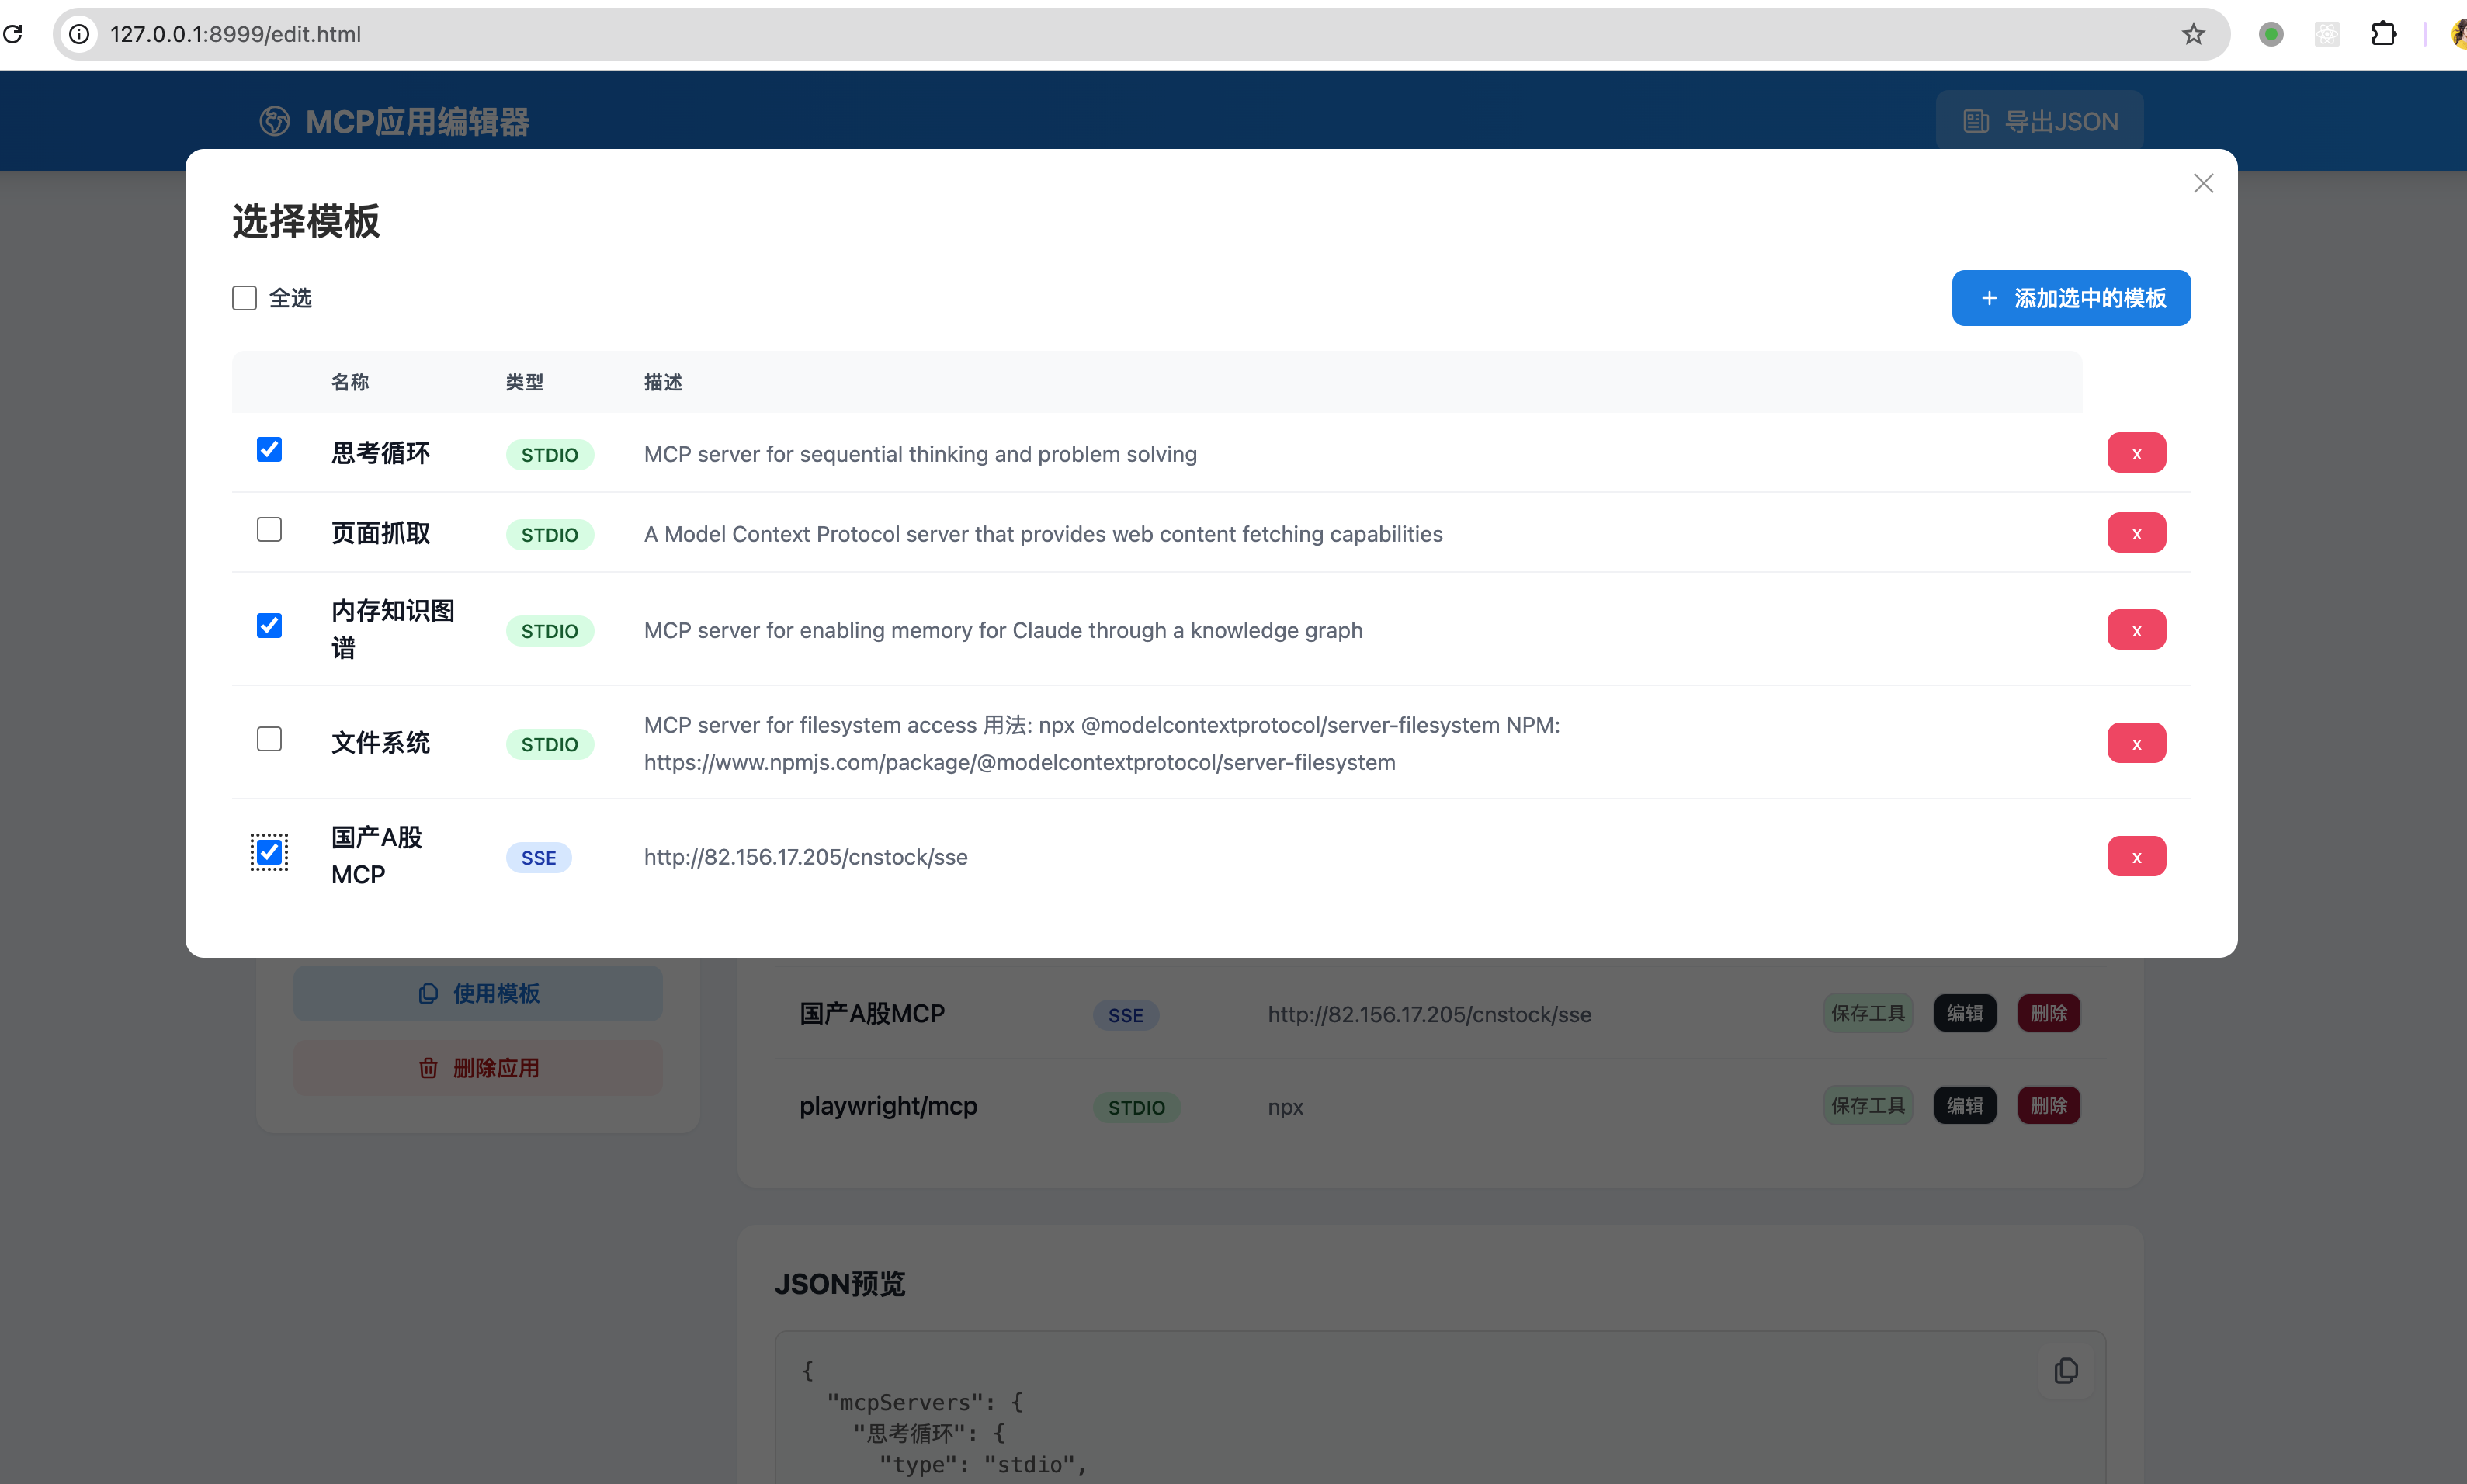 127.0.0.1:8999/edit.html
MCP应用编辑器
导出JSON
选择模板
全选
+ 添加选中的模板
名称 类型 描述
思考循环 STDIO MCP server for sequential thinking and problem solving x
页面抓取 STDIO A Model Context Protocol server that provides web content fetching capabilities x
内存知识图
谱
STDIO MCP server for enabling memory for Claude through a knowledge graph x
文件系统 STDIO
MCP server for filesystem access 用法: npx @modelcontextprotocol/server-filesystem NPM:
https://www.npmjs.com/package/@modelcontextprotocol/server-filesystem
x
国产A股
MCP
SSE http://82.156.17.205/cnstock/sse x
使用模板
删除应用
国产A股MCP SSE http://82.156.17.205/cnstock/sse 保存工具 编辑 删除
playwright/mcp STDIO npx 保存工具 编辑 删除
JSON预览
{
"mcpServers": {
"思考循环": {
"type": "stdio",